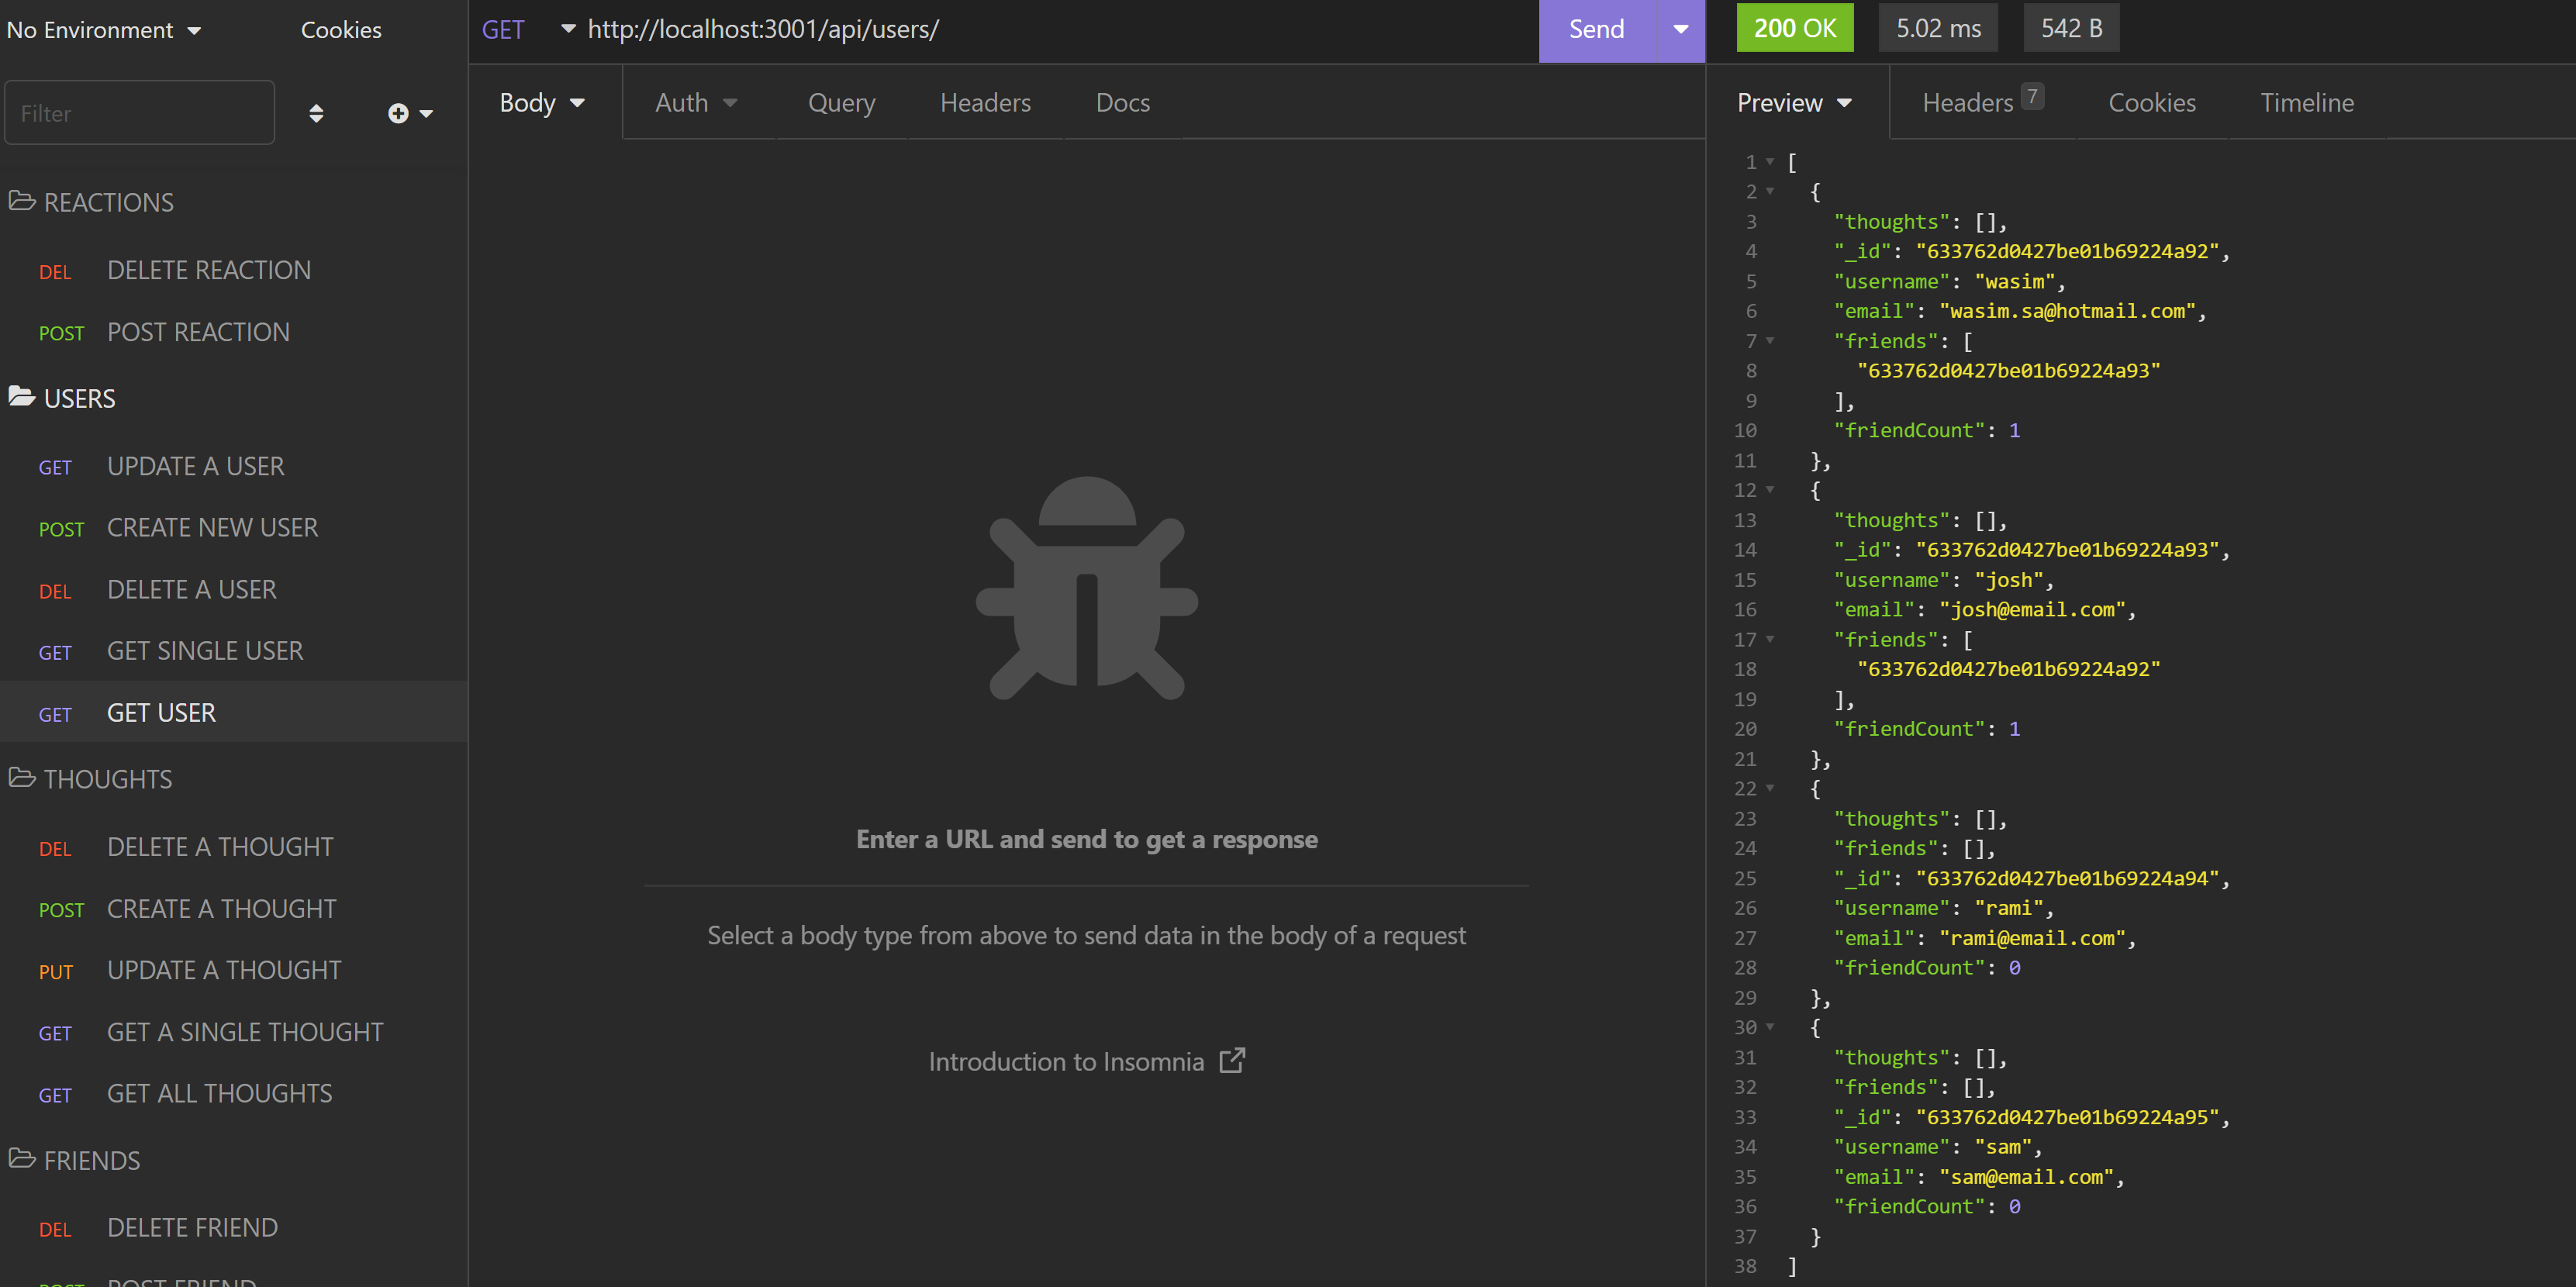 No Environment
Cookies
Filter
REACTIONS
DEL DELETE REACTION
POST POST REACTION
USERS
GET UPDATE A USER
POST CREATE NEW USER
DEL DELETE A USER
GET GET SINGLE USER
GET GET USER
THOUGHTS
DEL DELETE A THOUGHT
POST CREATE A THOUGHT
PUT UPDATE A THOUGHT
GET GET A SINGLE THOUGHT
GET GET ALL THOUGHTS
FRIENDS
DEL DELETE FRIEND
POST POST FRIEND
GET http://localhost:3001/api/users/ Send
Body Auth Query Headers Docs
Enter a URL and send to get a response
Select a body type from above to send data in the body of a request
Introduction to Insomnia
200 OK 5.02 ms 542 B
Preview Headers 7 Cookies Timeline
1 [
2 {
3 "thoughts": [],
4 "_id": "633762d0427be01b69224a92",
5 "username": "wasim",
6 "email": "wasim.sa@hotmail.com",
7 "friends": [
8 "633762d0427be01b69224a93"
9 ],
10 "friendCount": 1
11 },
12 {
13 "thoughts": [],
14 "_id": "633762d0427be01b69224a93",
15 "username": "josh",
16 "email": "josh@email.com",
17 "friends": [
18 "633762d0427be01b69224a92"
19 ],
20 "friendCount": 1
21 },
22 {
23 "thoughts": [],
24 "friends": [],
25 "_id": "633762d0427be01b69224a94",
26 "username": "rami",
27 "email": "rami@email.com",
28 "friendCount": 0
29 },
30 {
31 "thoughts": [],
32 "friends": [],
33 "_id": "633762d0427be01b69224a95",
34 "username": "sam",
35 "email": "sam@email.com",
36 "friendCount": 0
37 }
38 ]